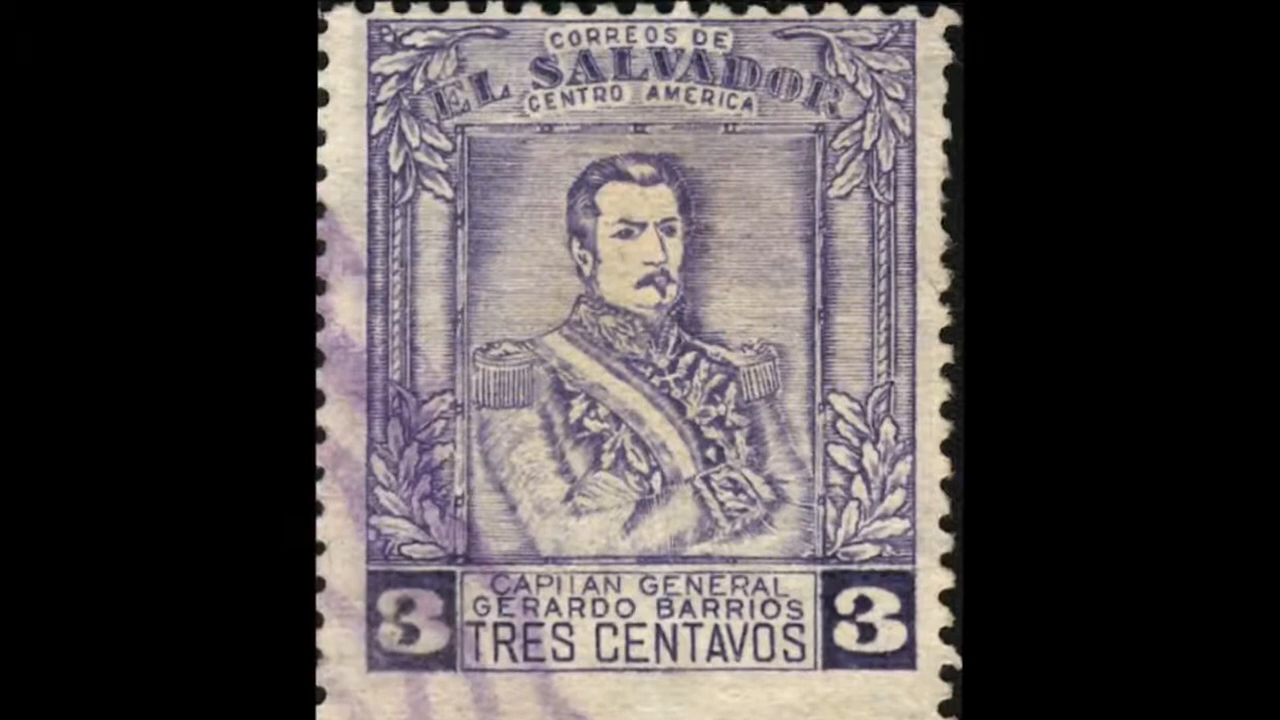 CORREOS DE
EL SALVADOR
CENTRO AMERICA
CAPITAN GENERAL
GERARDO BARRIOS
3 TRES CENTAVOS 3